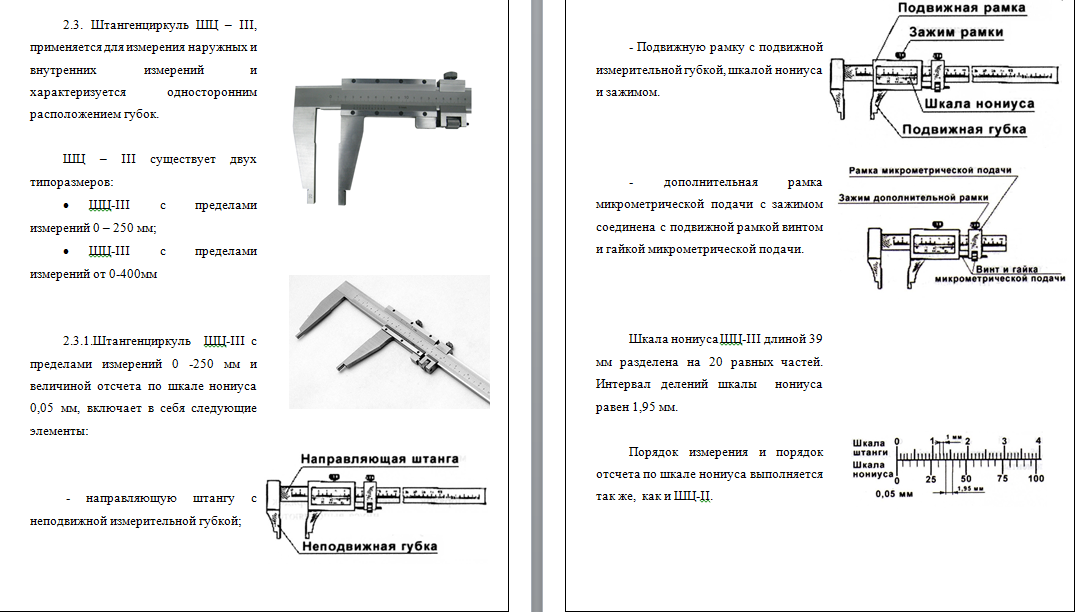 2.3. Штангенциркуль ШЦ – III,
применяется для измерения наружных и
внутренних измерений и
характеризуется односторонним
расположением губок.
ШЦ – III существует двух
типоразмеров:
• ШЦ-III с пределами
измерений 0 – 250 мм;
• ШЦ-III с пределами
измерений от 0-400мм
2.3.1.Штангенциркуль ШЦ-III с
пределами измерений 0 -250 мм и
величиной отсчета по шкале нониуса
0,05 мм, включает в себя следующие
элементы:
- направляющую штангу с
неподвижной измерительной губкой;
Направляющая штанга
Неподвижная губка
- Подвижную рамку с подвижной
измерительной губкой, шкалой нониуса
и зажимом.
Подвижная рамка
Зажим рамки
Шкала нониуса
Подвижная губка
- дополнительная рамка
микрометрической подачи с зажимом
соединена с подвижной рамкой винтом
и гайкой микрометрической подачи.
Рамка микрометрической подачи
Зажим дополнительной рамки
Винт и гайка
микрометрической подачи
Шкала нониуса ШЦ-III длиной 39
мм разделена на 20 равных частей.
Интервал делений шкалы нониуса
равен 1,95 мм.
Порядок измерения и порядок
отсчета по шкале нониуса выполняется
так же, как и ШЦ-II.
Шкала
штанги
0 1 1 мм 2 3 4
Шкала
нониуса
0 25 50 75 100
0,05 мм
1,95 мм